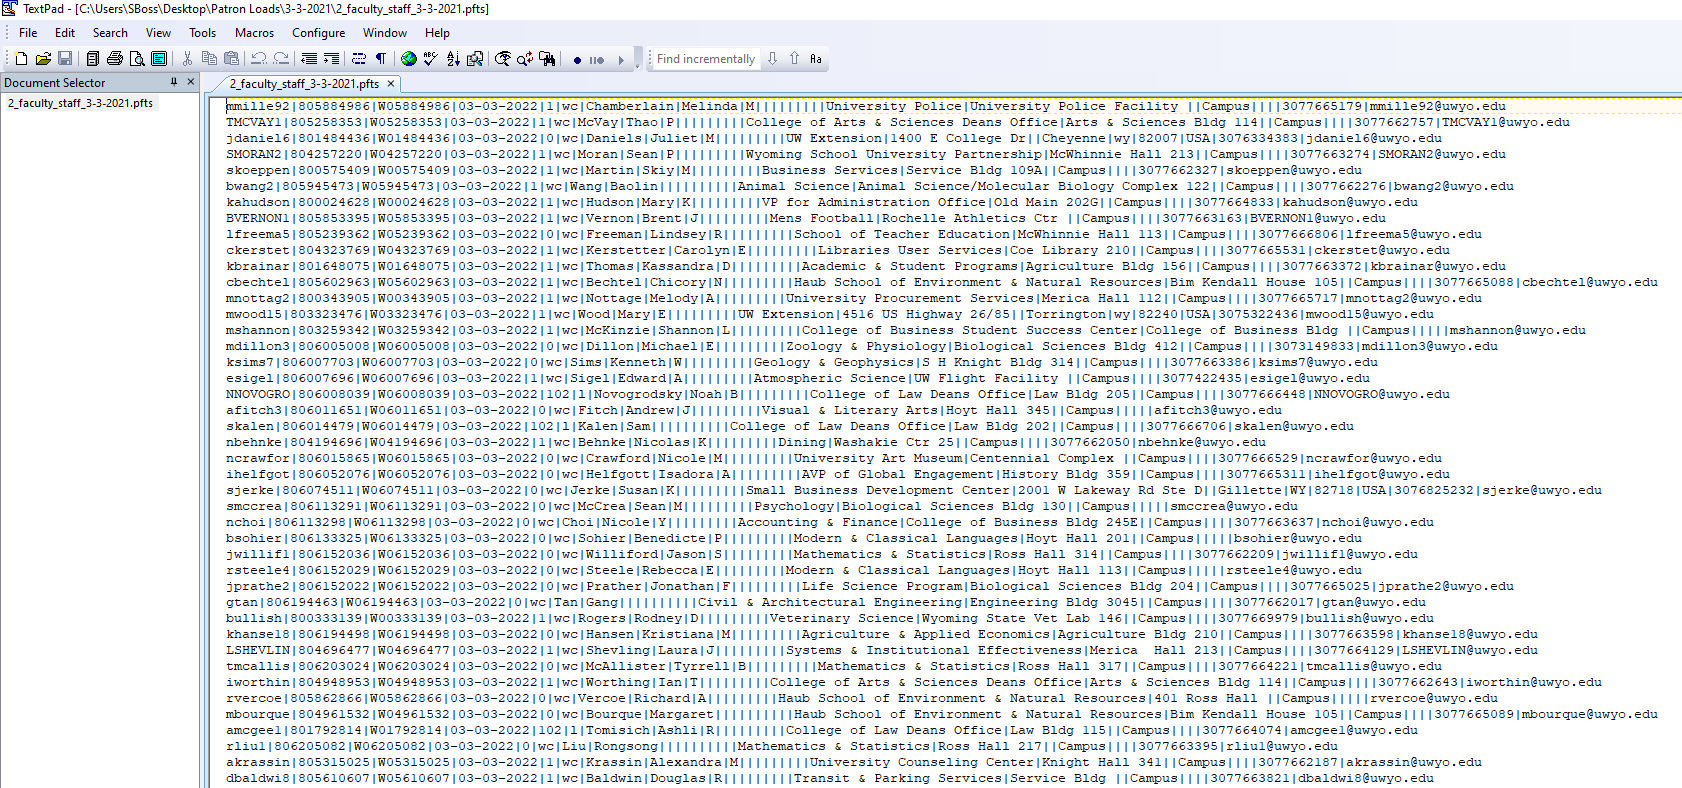 TextPad - [C:\Users\SBoss\Desktop\Patron Loads\3-3-2021\2_faculty_staff_3-3-2021.pfts]
File Edit Search View Tools Macros Configure Window Help
Find incrementally
Document Selector
2_faculty_staff_3-3-2021.pfts
2_faculty_staff_3-3-2021.pfts
mmille92|805884986|W05884986|03-03-2022|1|wc|Chamberlain|Melinda|M|||||||||University Police|University Police Facility ||Campus||||3077665179|mmille92@uwyo.edu
TMCVAY1|805258353|W05258353|03-03-2022|1|wc|McVay|Thao|P|||||||||College of Arts & Sciences Deans Office|Arts & Sciences Bldg 114||Campus||||3077662757|TMCVAY1@uwyo.edu
jdaniel6|801484436|W01484436|03-03-2022|0|wc|Daniels|Juliet|M|||||||||UW Extension|1400 E College Dr||Cheyenne|wy|82007|USA|3076334383|jdaniel6@uwyo.edu
SMORAN2|804257220|W04257220|03-03-2022|1|wc|Moran|Sean|P|||||||||Wyoming School University Partnership|McWhinnie Hall 213||Campus||||3077663274|SMORAN2@uwyo.edu
skoeppen|800575409|W00575409|03-03-2022|1|wc|Martin|Skiy|M|||||||||Business Services|Service Bldg 109A||Campus||||3077662327|skoeppen@uwyo.edu
bwang2|805945473|W05945473|03-03-2022|1|wc|Wang|Baolin||||||||||Animal Science|Animal Science/Molecular Biology Complex 122||Campus||||3077662276|bwang2@uwyo.edu
kahudson|800024628|W00024628|03-03-2022|1|wc|Hudson|Mary|K|||||||||VP for Administration Office|Old Main 202G||Campus||||3077664833|kahudson@uwyo.edu
BVERNON1|805853395|W05853395|03-03-2022|1|wc|Vernon|Brent|J|||||||||Mens Football|Rochelle Athletics Ctr ||Campus||||3077663163|BVERNON1@uwyo.edu
lfreema5|805239362|W05239362|03-03-2022|0|wc|Freeman|Lindsey|R|||||||||School of Teacher Education|McWhinnie Hall 113||Campus||||3077666806|lfreema5@uwyo.edu
ckerstet|804323769|W04323769|03-03-2022|1|wc|Kerstetter|Carolyn|E|||||||||Libraries User Services|Coe Library 210||Campus||||3077665531|ckerstet@uwyo.edu
kbrainar|801648075|W01648075|03-03-2022|1|wc|Thomas|Kassandra|D|||||||||Academic & Student Programs|Agriculture Bldg 156||Campus||||3077663372|kbrainar@uwyo.edu
cbechtel|805602963|W05602963|03-03-2022|1|wc|Bechtel|Chicory|N|||||||||Haub School of Environment & Natural Resources|Bim Kendall House 105||Campus||||3077665088|cbechtel@uwyo.edu
mnottag2|800343905|W00343905|03-03-2022|1|wc|Nottage|Melody|A|||||||||University Procurement Services|Merica Hall 112||Campus||||3077665717|mnottag2@uwyo.edu
mwood15|803323476|W03323476|03-03-2022|1|wc|Wood|Mary|E|||||||||UW Extension|4516 US Highway 26/85||Torrington|wy|82240|USA|3075322436|mwood15@uwyo.edu
mshannon|803259342|W03259342|03-03-2022|1|wc|McKinzie|Shannon|L|||||||||College of Business Student Success Center|College of Business Bldg ||Campus|||||mshannon@uwyo.edu
mdillon3|806005008|W06005008|03-03-2022|0|wc|Dillon|Michael|E|||||||||Zoology & Physiology|Biological Sciences Bldg 412||Campus||||3073149833|mdillon3@uwyo.edu
ksims7|806007703|W06007703|03-03-2022|0|wc|Sims|Kenneth|W|||||||||Geology & Geophysics|S H Knight Bldg 314||Campus||||3077663386|ksims7@uwyo.edu
esigel|806007696|W06007696|03-03-2022|1|wc|Sigel|Edward|A|||||||||Atmospheric Science|UW Flight Facility ||Campus||||3077422435|esigel@uwyo.edu
NNOVOGRO|806008039|W06008039|03-03-2022|102|l|Novogrodsky|Noah|B|||||||||College of Law Deans Office|Law Bldg 205||Campus||||3077666448|NNOVOGRO@uwyo.edu
afitch3|806011651|W06011651|03-03-2022|0|wc|Fitch|Andrew|J|||||||||Visual & Literary Arts|Hoyt Hall 345||Campus|||||afitch3@uwyo.edu
skalen|806014479|W06014479|03-03-2022|102|l|Kalen|Sam||||||||||College of Law Deans Office|Law Bldg 202||Campus||||3077666706|skalen@uwyo.edu
nbehnke|804194696|W04194696|03-03-2022|1|wc|Behnke|Nicolas|K|||||||||Dining|Washakie Ctr 25||Campus||||3077662050|nbehnke@uwyo.edu
ncrawfor|806015865|W06015865|03-03-2022|0|wc|Crawford|Nicole|M|||||||||University Art Museum|Centennial Complex ||Campus||||3077666529|ncrawfor@uwyo.edu
ihelfgot|806052076|W06052076|03-03-2022|0|wc|Helfgott|Isadora|A|||||||||AVP of Global Engagement|History Bldg 359||Campus||||3077665311|ihelfgot@uwyo.edu
sjerke|806074511|W06074511|03-03-2022|0|wc|Jerke|Susan|K|||||||||Small Business Development Center|2001 W Lakeway Rd Ste D||Gillette|WY|82718|USA|3076825232|sjerke@uwyo.edu
smccrea|806113291|W06113291|03-03-2022|0|wc|McCrea|Sean|M|||||||||Psychology|Biological Sciences Bldg 130||Campus|||||smccrea@uwyo.edu
nchoi|806113298|W06113298|03-03-2022|0|wc|Choi|Nicole|Y|||||||||Accounting & Finance|College of Business Bldg 245E||Campus||||3077663637|nchoi@uwyo.edu
bsohier|806133325|W06133325|03-03-2022|0|wc|Sohier|Benedicte|P|||||||||Modern & Classical Languages|Hoyt Hall 201||Campus|||||bsohier@uwyo.edu
jwillif1|806152036|W06152036|03-03-2022|0|wc|Williford|Jason|S|||||||||Mathematics & Statistics|Ross Hall 314||Campus||||3077662209|jwillif1@uwyo.edu
rsteele4|806152029|W06152029|03-03-2022|0|wc|Steele|Rebecca|E|||||||||Modern & Classical Languages|Hoyt Hall 113||Campus|||||rsteele4@uwyo.edu
jprathe2|806152022|W06152022|03-03-2022|0|wc|Prather|Jonathan|F|||||||||Life Science Program|Biological Sciences Bldg 204||Campus||||3077665025|jprathe2@uwyo.edu
gtan|806194463|W06194463|03-03-2022|0|wc|Tan|Gang||||||||||Civil & Architectural Engineering|Engineering Bldg 3045||Campus||||3077662017|gtan@uwyo.edu
bullish|800333139|W00333139|03-03-2022|1|wc|Rogers|Rodney|D|||||||||Veterinary Science|Wyoming State Vet Lab 146||Campus||||3077669979|bullish@uwyo.edu
khanse18|806194498|W06194498|03-03-2022|0|wc|Hansen|Kristiana|M|||||||||Agriculture & Applied Economics|Agriculture Bldg 210||Campus||||3077663598|khanse18@uwyo.edu
LSHEVLIN|804696477|W04696477|03-03-2022|1|wc|Shevling|Laura|J|||||||||Systems & Institutional Effectiveness|Merica  Hall 213||Campus||||3077664129|LSHEVLIN@uwyo.edu
tmcallis|806203024|W06203024|03-03-2022|0|wc|McAllister|Tyrrell|B|||||||||Mathematics & Statistics|Ross Hall 317||Campus||||3077664221|tmcallis@uwyo.edu
iworthin|804948953|W04948953|03-03-2022|1|wc|Worthing|Ian|T|||||||||College of Arts & Sciences Deans Office|Arts & Sciences Bldg 114||Campus||||3077662643|iworthin@uwyo.edu
rvercoe|805862866|W05862866|03-03-2022|0|wc|Vercoe|Richard|A|||||||||Haub School of Environment & Natural Resources|401 Ross Hall ||Campus|||||rvercoe@uwyo.edu
mbourque|804961532|W04961532|03-03-2022|0|wc|Bourque|Margaret||||||||||Haub School of Environment & Natural Resources|Bim Kendall House 105||Campus||||3077665089|mbourque@uwyo.edu
amcgee1|801792814|W01792814|03-03-2022|102|l|Tomisich|Ashli|R|||||||||College of Law Deans Office|Law Bldg 115||Campus||||3077664074|amcgee1@uwyo.edu
rliu1|806205082|W06205082|03-03-2022|0|wc|Liu|Rongsong||||||||||Mathematics & Statistics|Ross Hall 217||Campus||||3077663395|rliu1@uwyo.edu
akrassin|805315025|W05315025|03-03-2022|1|wc|Krassin|Alexandra|M|||||||||University Counseling Center|Knight Hall 341||Campus||||3077662187|akrassin@uwyo.edu
dbaldwi8|805610607|W05610607|03-03-2022|1|wc|Baldwin|Douglas|R|||||||||Transit & Parking Services|Service Bldg ||Campus||||3077663821|dbaldwi8@uwyo.edu